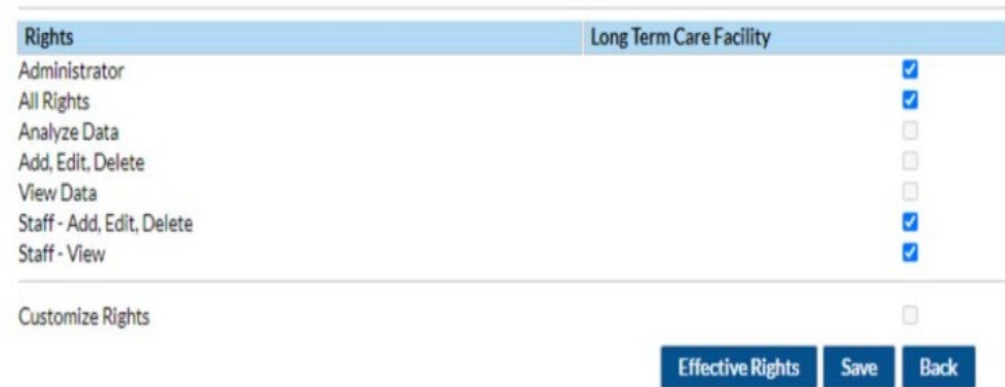 Rights Long Term Care Facility
Administrator
All Rights
Analyze Data
Add, Edit, Delete
View Data
Staff - Add, Edit, Delete
Staff - View
Customize Rights
Effective Rights Save Back